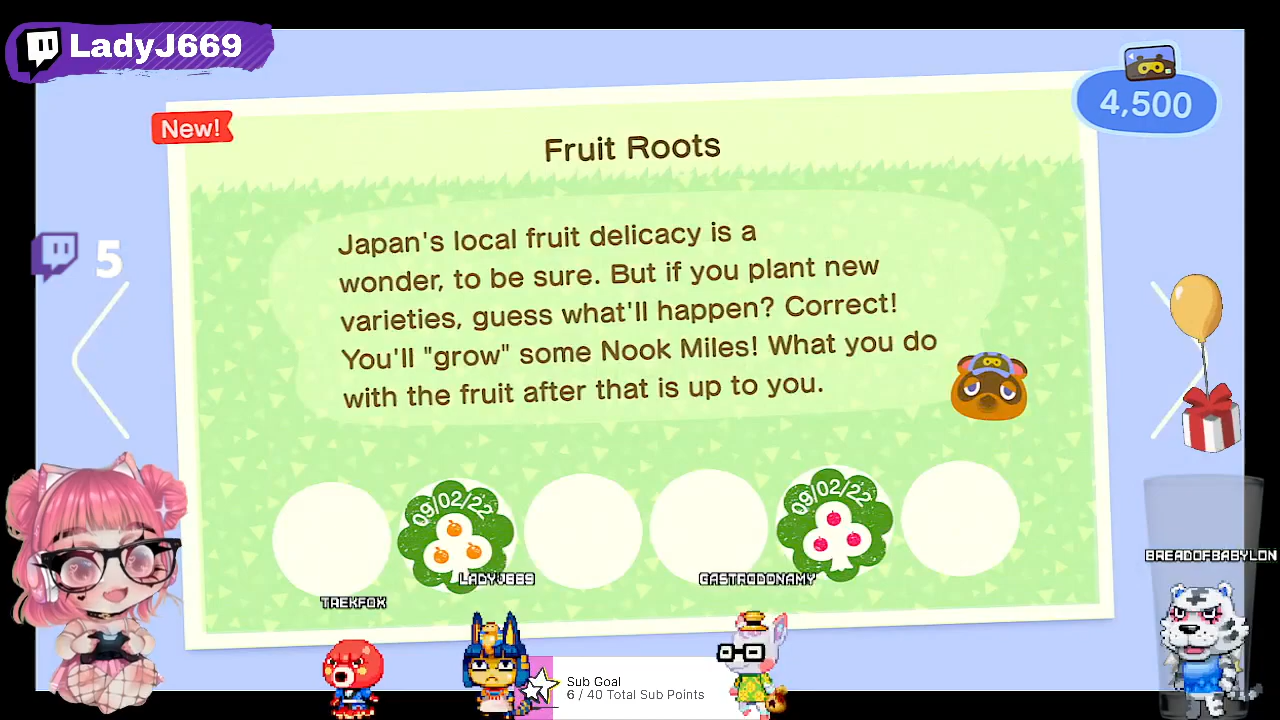 LadyJ669
4,500
New!
Fruit Roots
Japan's local fruit delicacy is a
wonder, to be sure. But if you plant new
varieties, guess what'll happen? Correct!
You'll "grow" some Nook Miles! What you do
with the fruit after that is up to you.
5
09/02/22
09/02/22
LADYJ669
GASTRODONAMY
BREADOFBABYLON
TREKFOX
Sub Goal
6 / 40 Total Sub Points